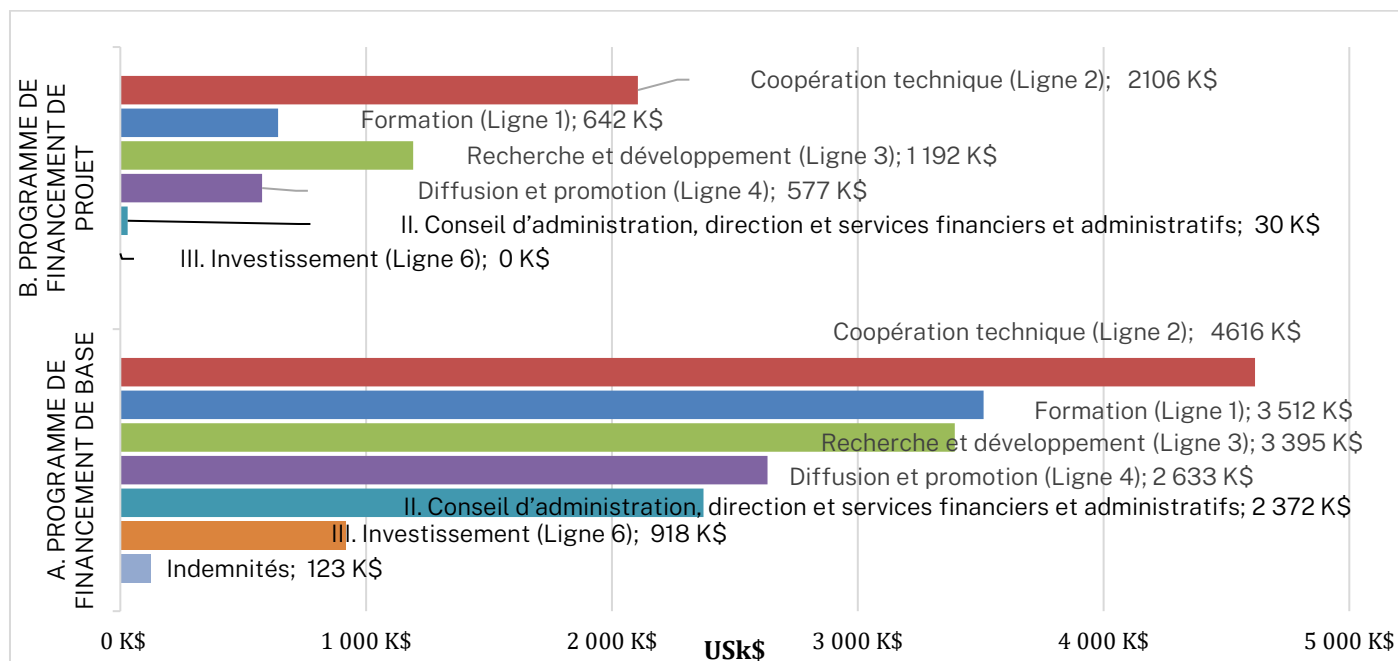 B. PROGRAMME DE
FINANCEMENT DE
PROJET
Coopération technique (Ligne 2); 2106 K$
Formation (Ligne 1); 642 K$
Recherche et développement (Ligne 3); 1 192 K$
Diffusion et promotion (Ligne 4); 577 K$
II. Conseil d’administration, direction et services financiers et administratifs; 30 K$
III. Investissement (Ligne 6); 0 K$
A. PROGRAMME DE
FINANCEMENT DE BASE
Coopération technique (Ligne 2); 4616 K$
Formation (Ligne 1); 3 512 K$
Recherche et développement (Ligne 3); 3 395 K$
Diffusion et promotion (Ligne 4); 2 633 K$
II. Conseil d’administration, direction et services financiers et administratifs; 2 372 K$
III. Investissement (Ligne 6); 918 K$
Indemnités; 123 K$
0 K$ 1 000 K$ 2 000 K$ 3 000 K$ 4 000 K$ 5 000 K$
USk$